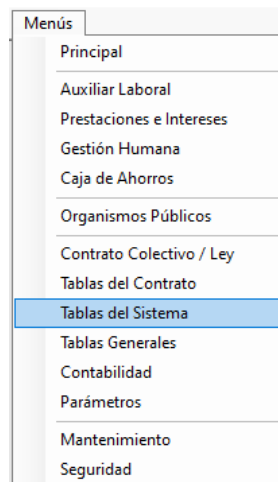 Menús
Principal
Auxiliar Laboral
Prestaciones e Intereses
Gestión Humana
Caja de Ahorros
Organismos Públicos
Contrato Colectivo / Ley
Tablas del Contrato
Tablas del Sistema
Tablas Generales
Contabilidad
Parámetros
Mantenimiento
Seguridad